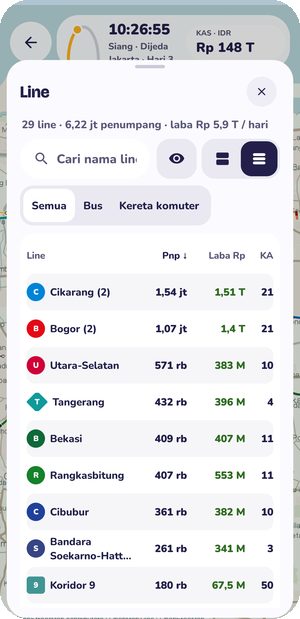 10:26:55
Siang · Dijeda
Jakarta · Hari 3
KAS · IDR
Rp 148 T
Line
29 line · 6,22 jt penumpang · laba Rp 5,9 T / hari
Cari nama lin
Semua Bus Kereta komuter
Line Pnp ↓ Laba Rp KA
C Cikarang (2) 1,54 jt 1,51 T 21
B Bogor (2) 1,07 jt 1,4 T 21
U Utara-Selatan 571 rb 383 M 10
T Tangerang 432 rb 396 M 4
B Bekasi 409 rb 407 M 11
R Rangkasbitung 407 rb 553 M 11
C Cibubur 361 rb 382 M 10
S Bandara
Soekarno-Hatt... 261 rb 341 M 3
9 Koridor 9 180 rb 67,5 M 50